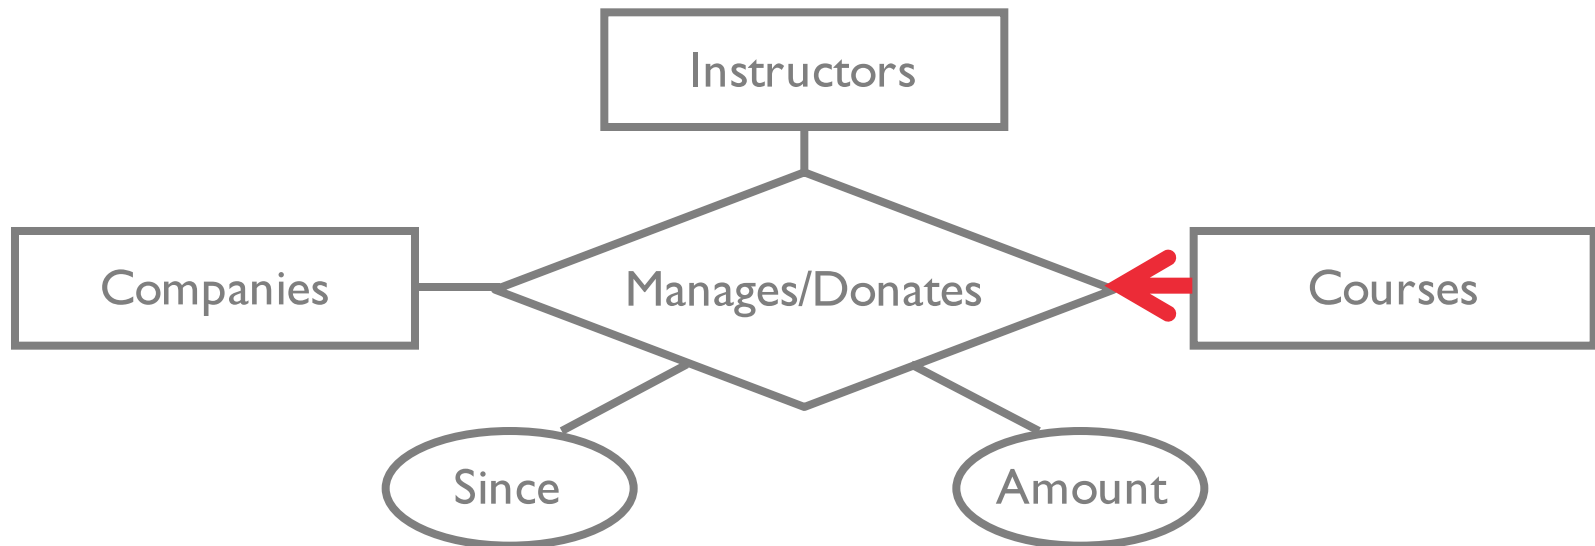 Instructors
Companies
Manages/Donates
Courses
Since
Amount